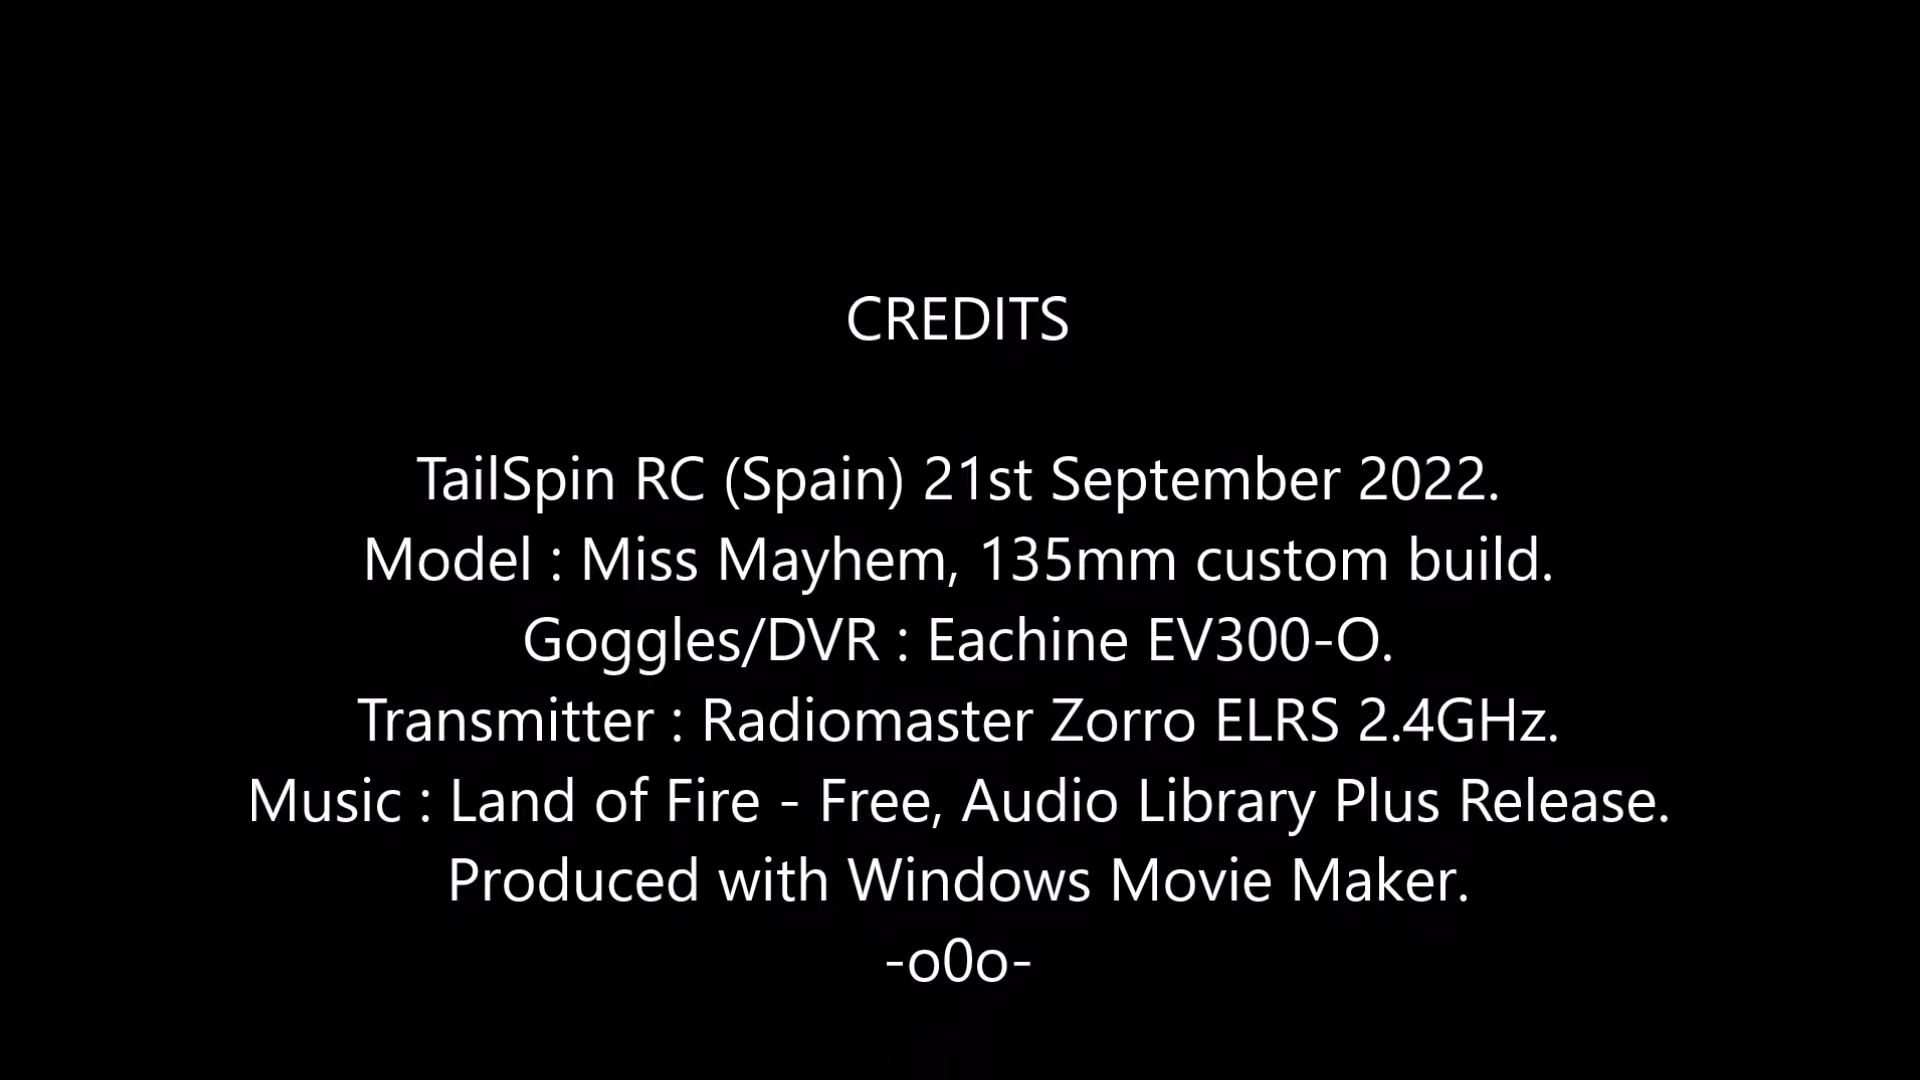 CREDITS
TailSpin RC (Spain) 21st September 2022.
Model : Miss Mayhem, 135mm custom build.
Goggles/DVR : Eachine EV300-O.
Transmitter : Radiomaster Zorro ELRS 2.4GHz.
Music : Land of Fire - Free, Audio Library Plus Release.
Produced with Windows Movie Maker.
-o0o-